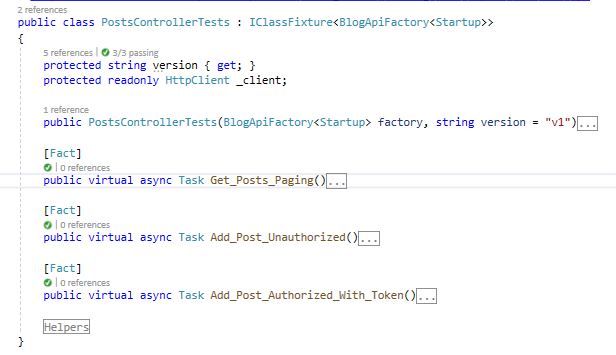 2 references
public class PostsControllerTests : IClassFixture<BlogApiFactory<Startup>>
{
5 references | 3/3 passing
protected string version { get; }
protected readonly HttpClient _client;
1 reference
public PostsControllerTests(BlogApiFactory<Startup> factory, string version = "v1")...
[Fact]
| 0 references
public virtual async Task Get_Posts_Paging()...
[Fact]
| 0 references
public virtual async Task Add_Post_Unauthorized()...
[Fact]
| 0 references
public virtual async Task Add_Post_Authorized_With_Token()...
Helpers
}